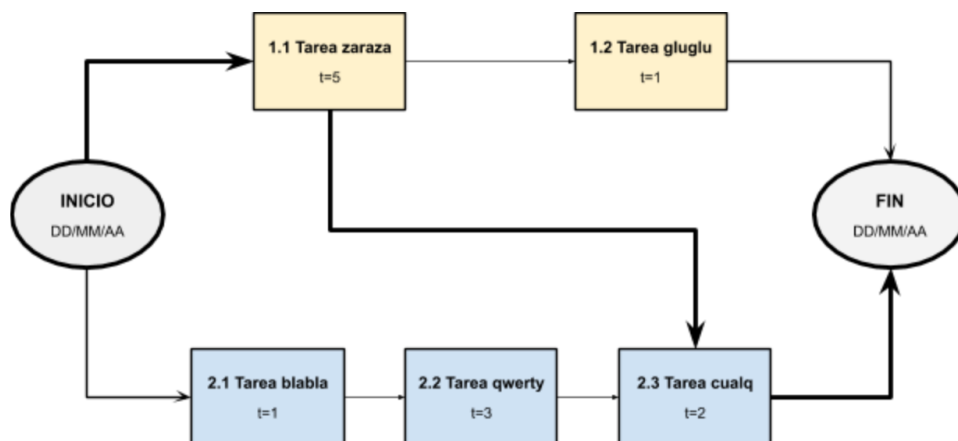 1.1 Tarea zaraza
t=5
1.2 Tarea gluglu
t=1
INICIO
DD/MM/AA
FIN
DD/MM/AA
2.1 Tarea blabla
t=1
2.2 Tarea qwerty
t=3
2.3 Tarea cualq
t=2